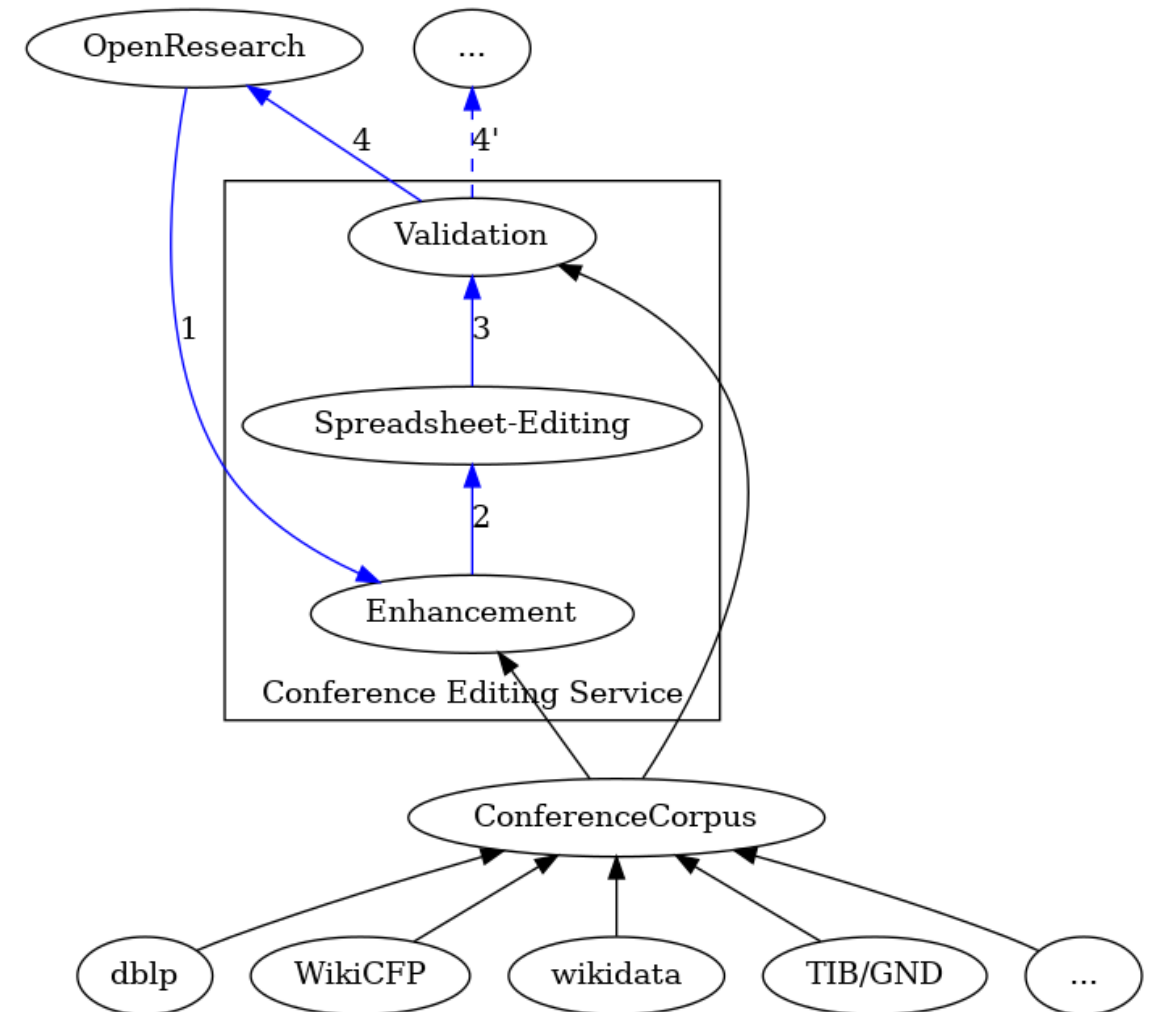 OpenResearch
...
4
4'
Validation
1
3
Spreadsheet-Editing
2
Enhancement
Conference Editing Service
ConferenceCorpus
dblp
WikiCFP
wikidata
TIB/GND
...